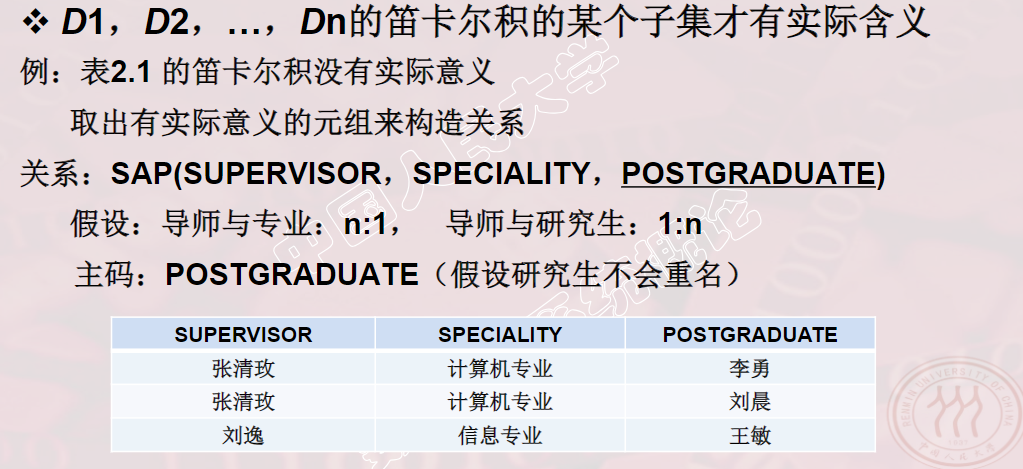 ❖ D1，D2，…，Dn的笛卡尔积的某个子集才有实际含义
例：表2.1 的笛卡尔积没有实际意义
取出有实际意义的元组来构造关系
关系：SAP(SUPERVISOR，SPECIALITY，POSTGRADUATE)
假设：导师与专业：n:1， 导师与研究生：1:n
主码：POSTGRADUATE（假设研究生不会重名）
SUPERVISOR SPECIALITY POSTGRADUATE
张清玫 计算机专业 李勇
张清玫 计算机专业 刘晨
刘逸 信息专业 王敏